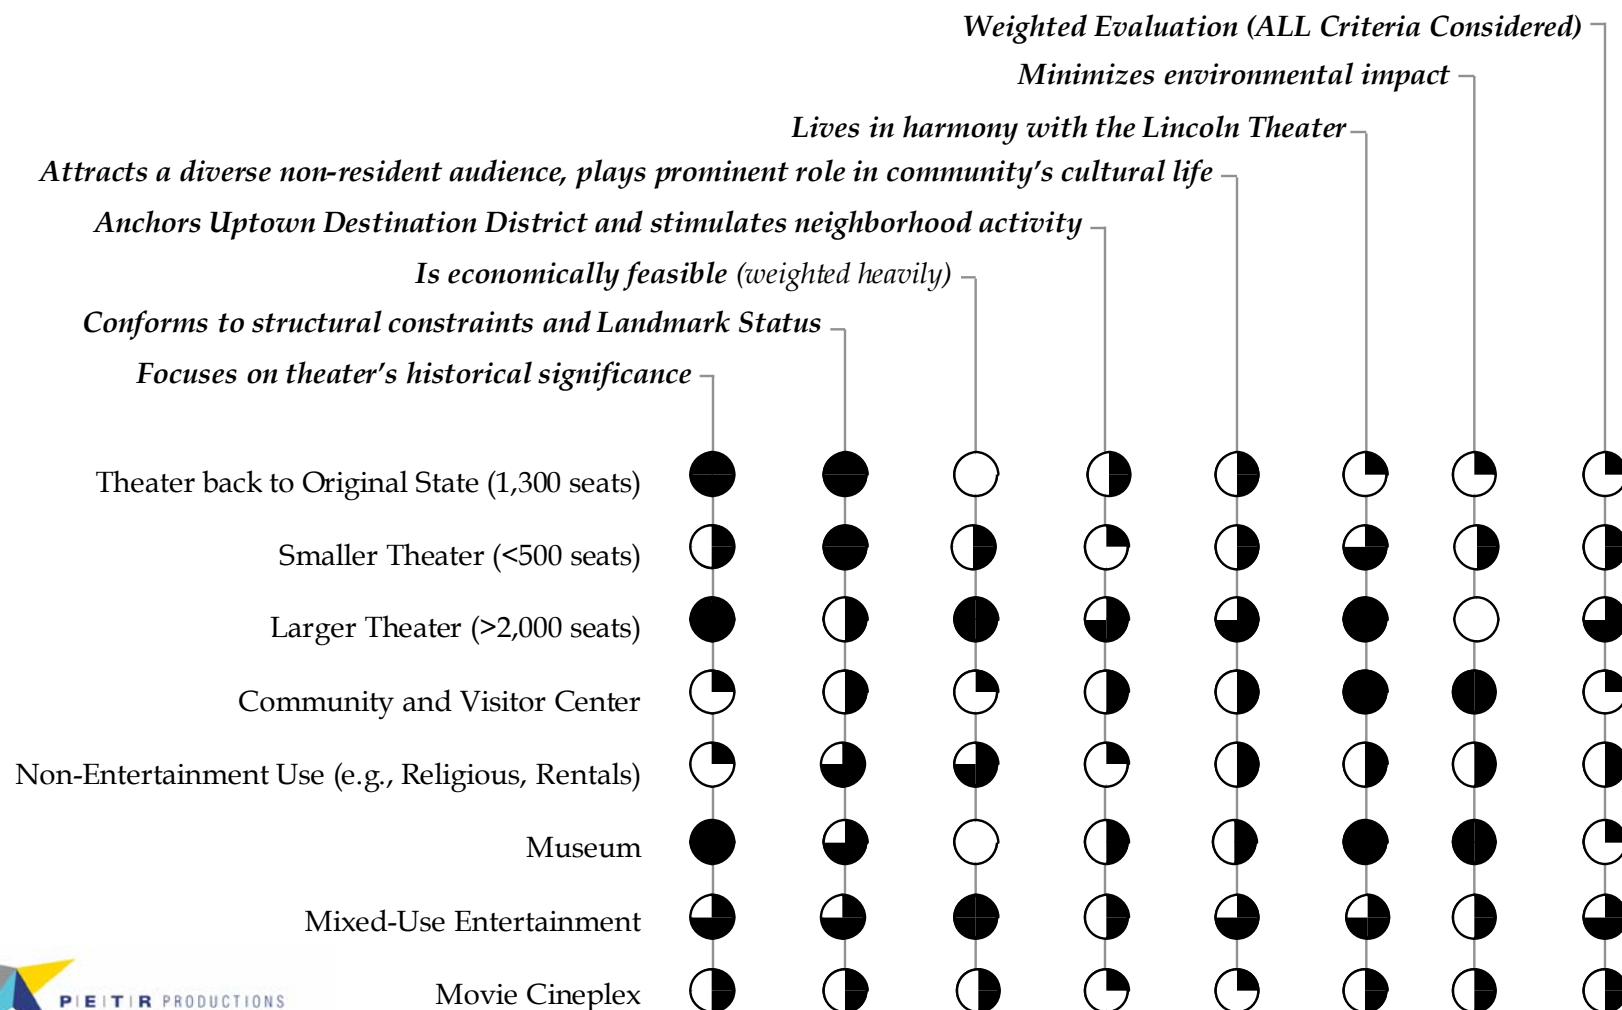 Weighted Evaluation (ALL Criteria Considered)
Minimizes environmental impact
Lives in harmony with the Lincoln Theater
Attracts a diverse non-resident audience, plays prominent role in community’s cultural life
Anchors Uptown Destination District and stimulates neighborhood activity
Is economically feasible (weighted heavily)
Conforms to structural constraints and Landmark Status
Focuses on theater’s historical significance
Theater back to Original State (1,300 seats)
Smaller Theater (<500 seats)
Larger Theater (>2,000 seats)
Community and Visitor Center
Non-Entertainment Use (e.g., Religious, Rentals)
Museum
Mixed-Use Entertainment
Movie Cineplex
P|E|T|R PRODUCTIONS